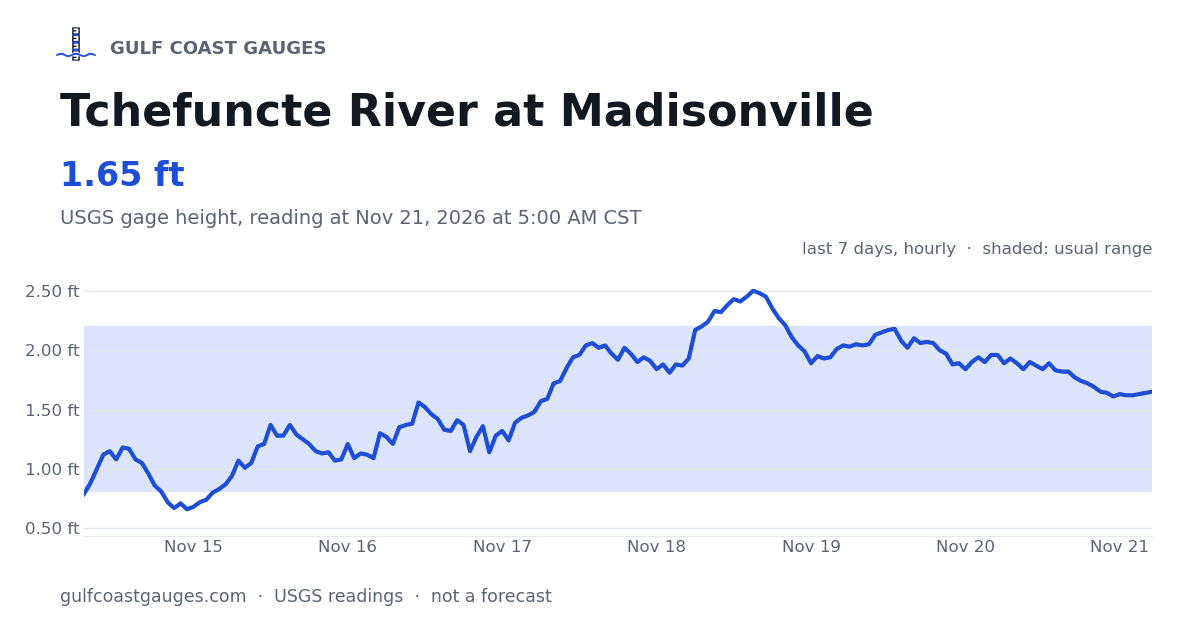 GULF COAST GAUGES
Tchefuncte River at Madisonville
1.65 ft
USGS gage height, reading at Nov 21, 2026 at 5:00 AM CST
last 7 days, hourly · shaded: usual range
2.50 ft
2.00 ft
1.50 ft
1.00 ft
0.50 ft
Nov 15 Nov 16 Nov 17 Nov 18 Nov 19 Nov 20 Nov 21
gulfcoastgauges.com · USGS readings · not a forecast